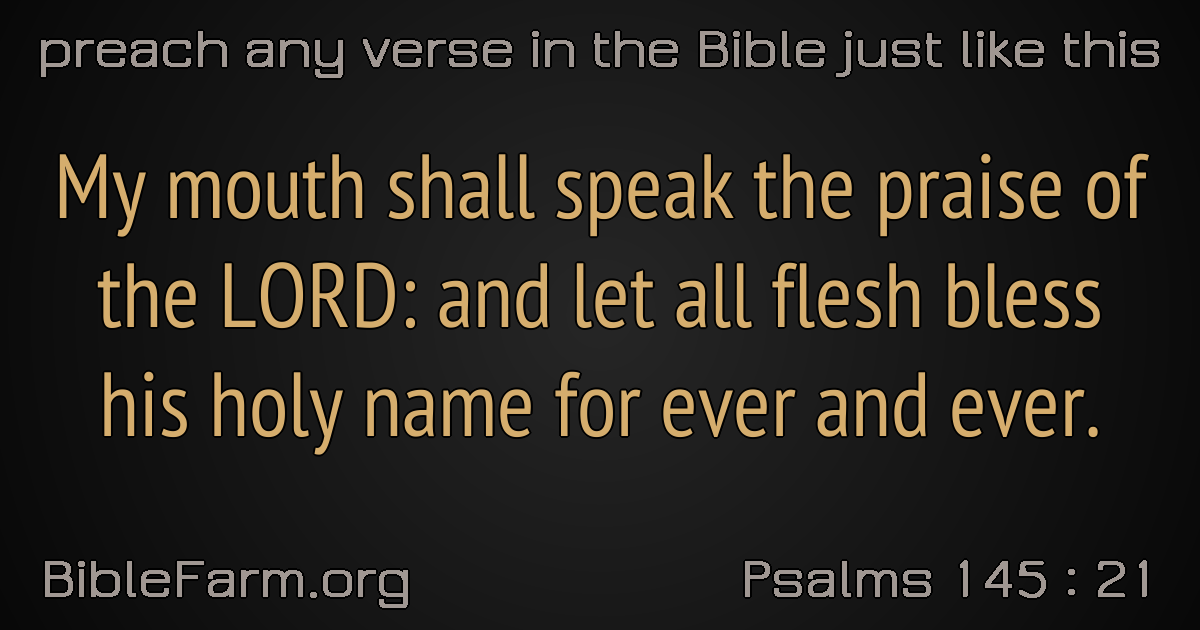 preach any verse in the Bible just like this
My mouth shall speak the praise of
the LORD: and let all flesh bless
his holy name for ever and ever.
BibleFarm.org
Psalms 145 : 21